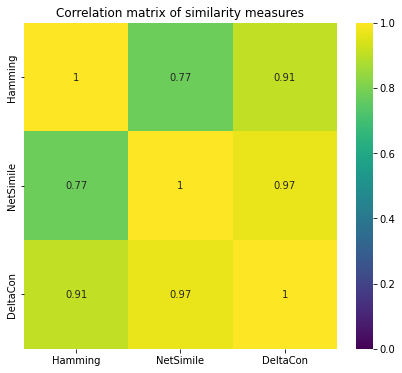 Correlation matrix of similarity measures
Hamming
1
0.77
0.91
NetSimile
0.77
1
0.97
DeltaCon
0.91
0.97
1
Hamming
NetSimile
DeltaCon
1.0
0.8
0.6
0.4
0.2
0.0